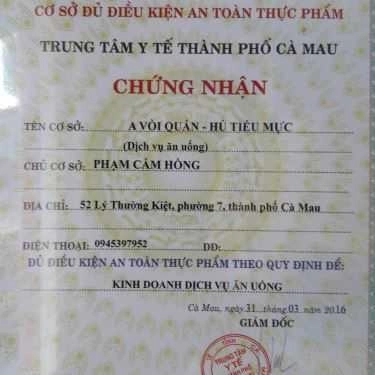 CƠ SỞ ĐỦ ĐIỀU KIỆN AN TOÀN THỰC PHẨM
TRUNG TÂM Y TẾ THÀNH PHỐ CÀ MAU
CHỨNG NHẬN
TÊN CƠ SỞ: A VÒI QUÁN - HỦ TIẾU MỰC
(Dịch vụ ăn uống)
CHỦ CƠ SỞ: PHẠM CẨM HỒNG
ĐỊA CHỈ: 52 Lý Thường Kiệt, phường 7, thành phố Cà Mau
ĐIỆN THOẠI: 0945397952 DĐ:
ĐỦ ĐIỀU KIỆN AN TOÀN THỰC PHẨM THEO QUY ĐỊNH ĐỂ:
KINH DOANH DỊCH VỤ ĂN UỐNG
Cà Mau, ngày 31 tháng 03 năm 2016
GIÁM ĐỐC
TRUNG TÂM
Y TẾ